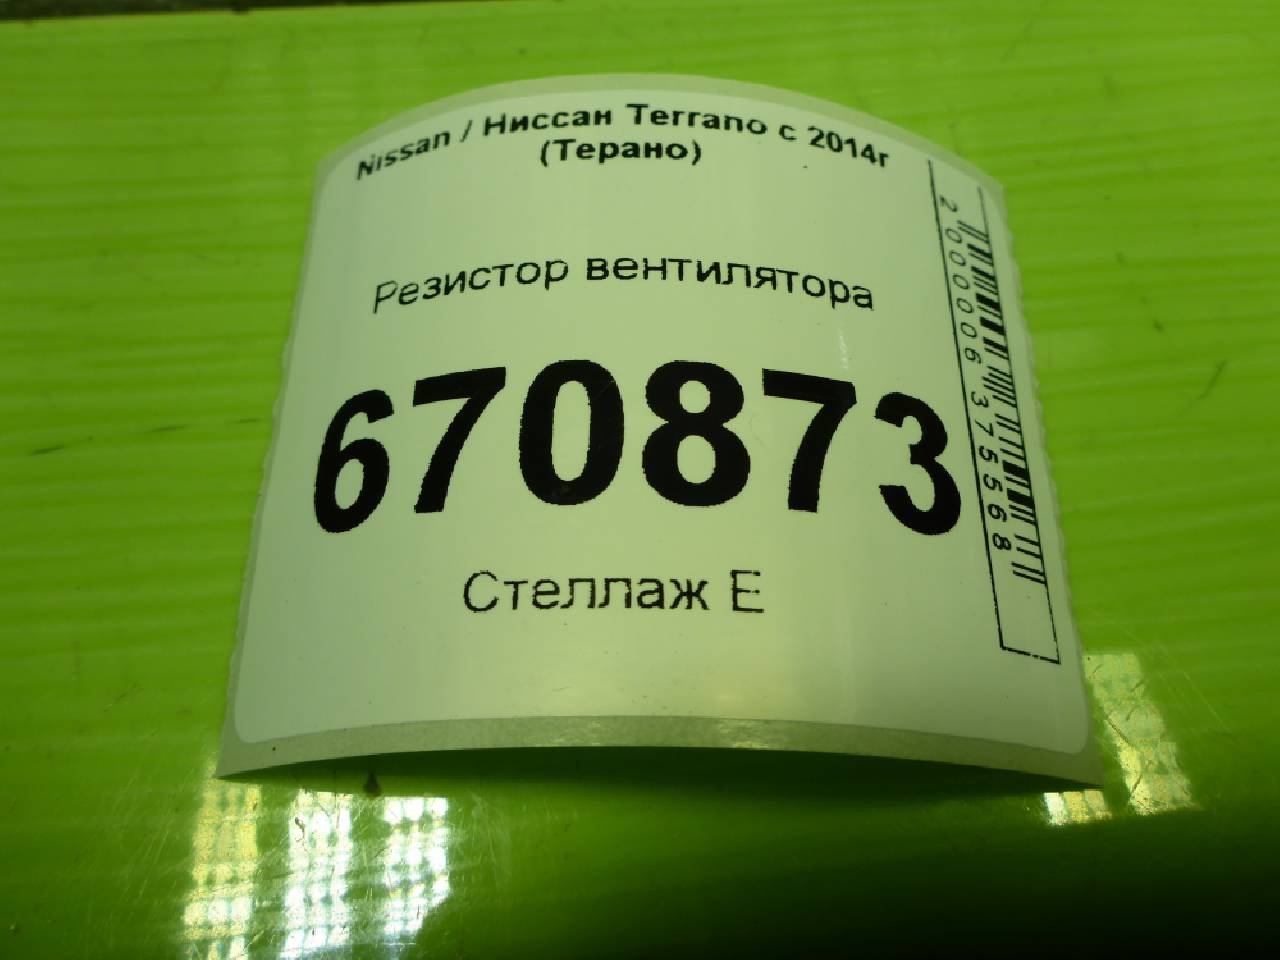 Nissan / Ниссан Terrano с 2014г
(Терано)
Резистор вентилятора
670873
Стеллаж Е
2000006375568